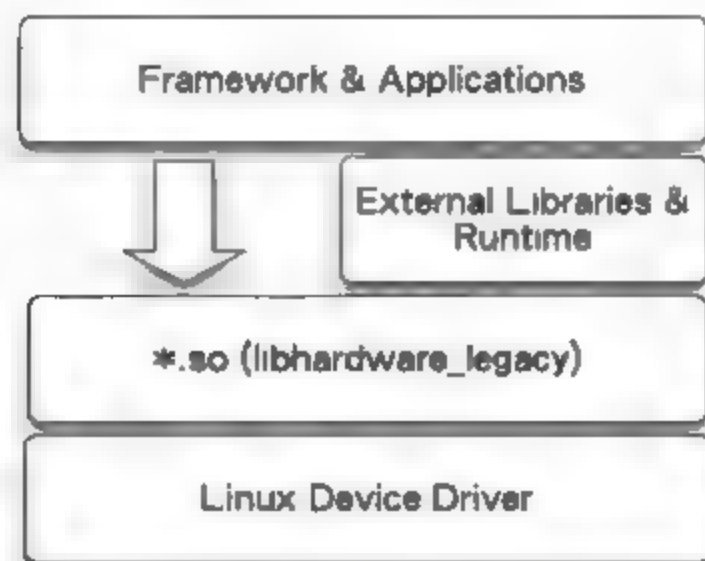 Framework & Applications
External Libraries &
Runtime
*.so (libhardware_legacy)
Linux Device Driver